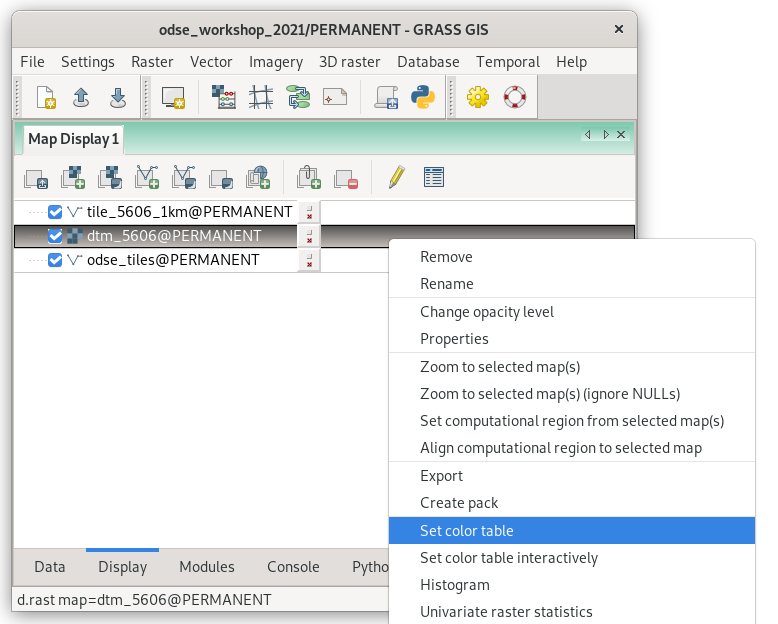 odse_workshop_2021/PERMANENT - GRASS GIS
File Settings Raster Vector Imagery 3D raster Database Temporal Help
Map Display 1
tile_5606_1km@PERMANENT
dtm_5606@PERMANENT
odse_tiles@PERMANENT
Remove
Rename
Change opacity level
Properties
Zoom to selected map(s)
Zoom to selected map(s) (ignore NULLs)
Set computational region from selected map(s)
Align computational region to selected map
Export
Create pack
Set color table
Set color table interactively
Histogram
Univariate raster statistics
Data Display Modules Console Pytho
d.rast map=dtm_5606@PERMANENT